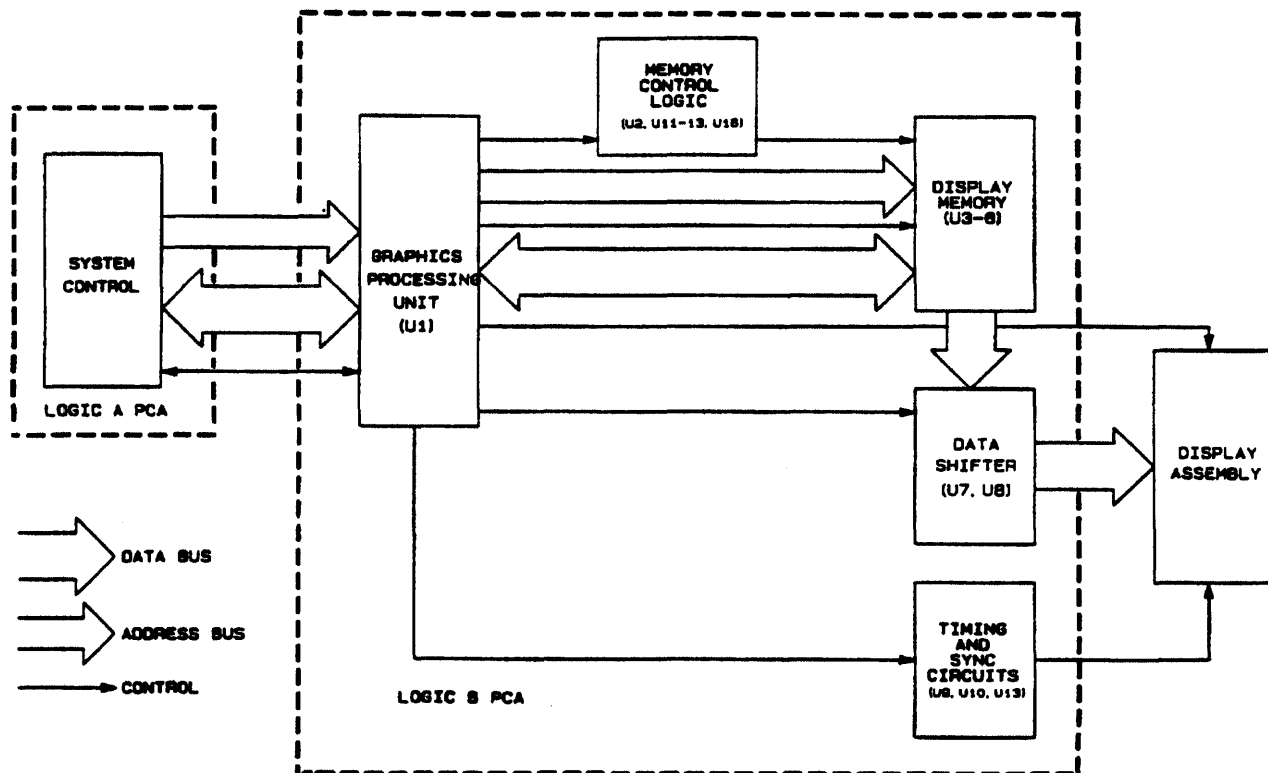 MEMORY
CONTROL
LOGIC
(U2, U11-13, U16)
SYSTEM
CONTROL
GRAPHICS
PROCESSING
UNIT
(U1)
DISPLAY
MEMORY
(U3-6)
LOGIC A PCA
DATA
SHIFTER
(U7, U8)
DISPLAY
ASSEMBLY
DATA BUS
ADDRESS BUS
CONTROL
TIMING
AND
SYNC
CIRCUITS
(U9, U10, U13)
LOGIC B PCA